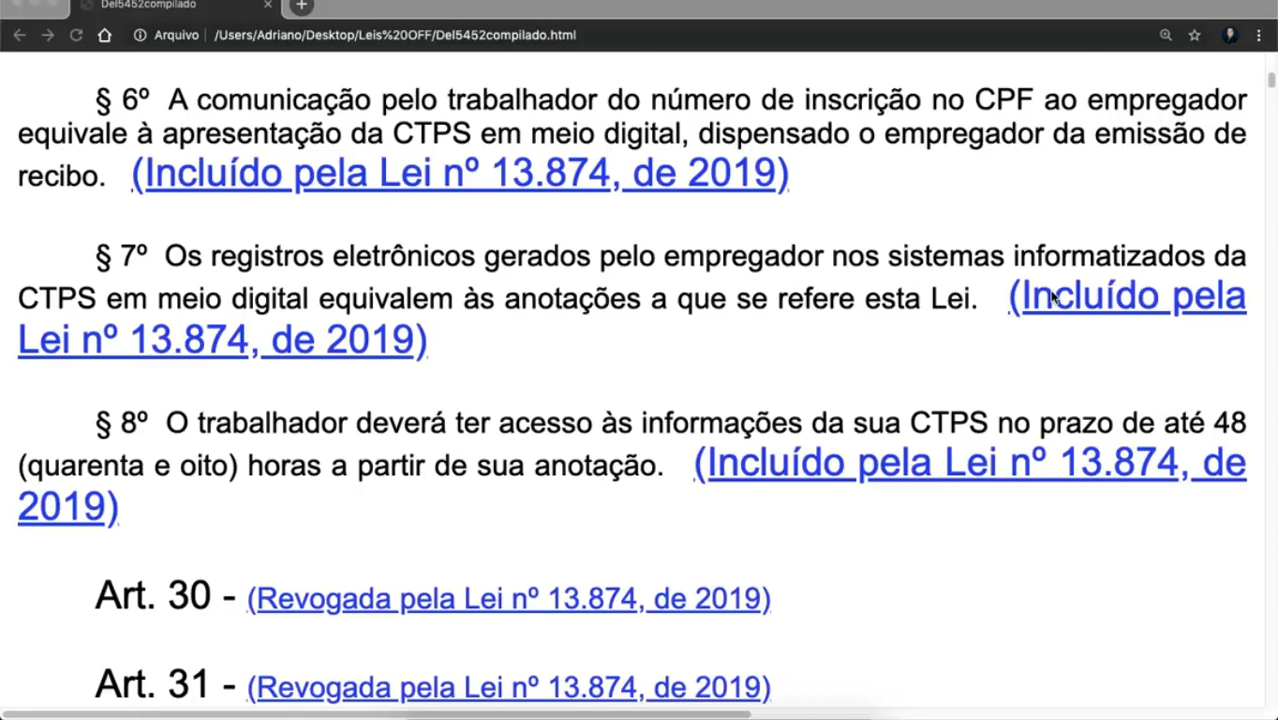 Del5452compilado
Arquivo /Users/Adriano/Desktop/Leis%20OFF/Del5452compilado.html
§ 6º A comunicação pelo trabalhador do número de inscrição no CPF ao empregador
equivale à apresentação da CTPS em meio digital, dispensado o empregador da emissão de
recibo. (Incluído pela Lei nº 13.874, de 2019)
§ 7º Os registros eletrônicos gerados pelo empregador nos sistemas informatizados da
CTPS em meio digital equivalem às anotações a que se refere esta Lei. (Incluído pela
Lei nº 13.874, de 2019)
§ 8º O trabalhador deverá ter acesso às informações da sua CTPS no prazo de até 48
(quarenta e oito) horas a partir de sua anotação. (Incluído pela Lei nº 13.874, de
2019)
Art. 30 - (Revogada pela Lei nº 13.874, de 2019)
Art. 31 - (Revogada pela Lei nº 13.874, de 2019)